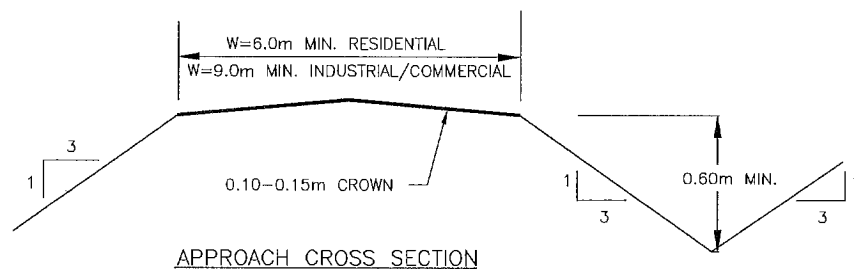 W=6.0m MIN. RESIDENTIAL
W=9.0m MIN. INDUSTRIAL/COMMERCIAL
3
1
0.10-0.15m CROWN
1
3
0.60m MIN.
3
APPROACH CROSS SECTION